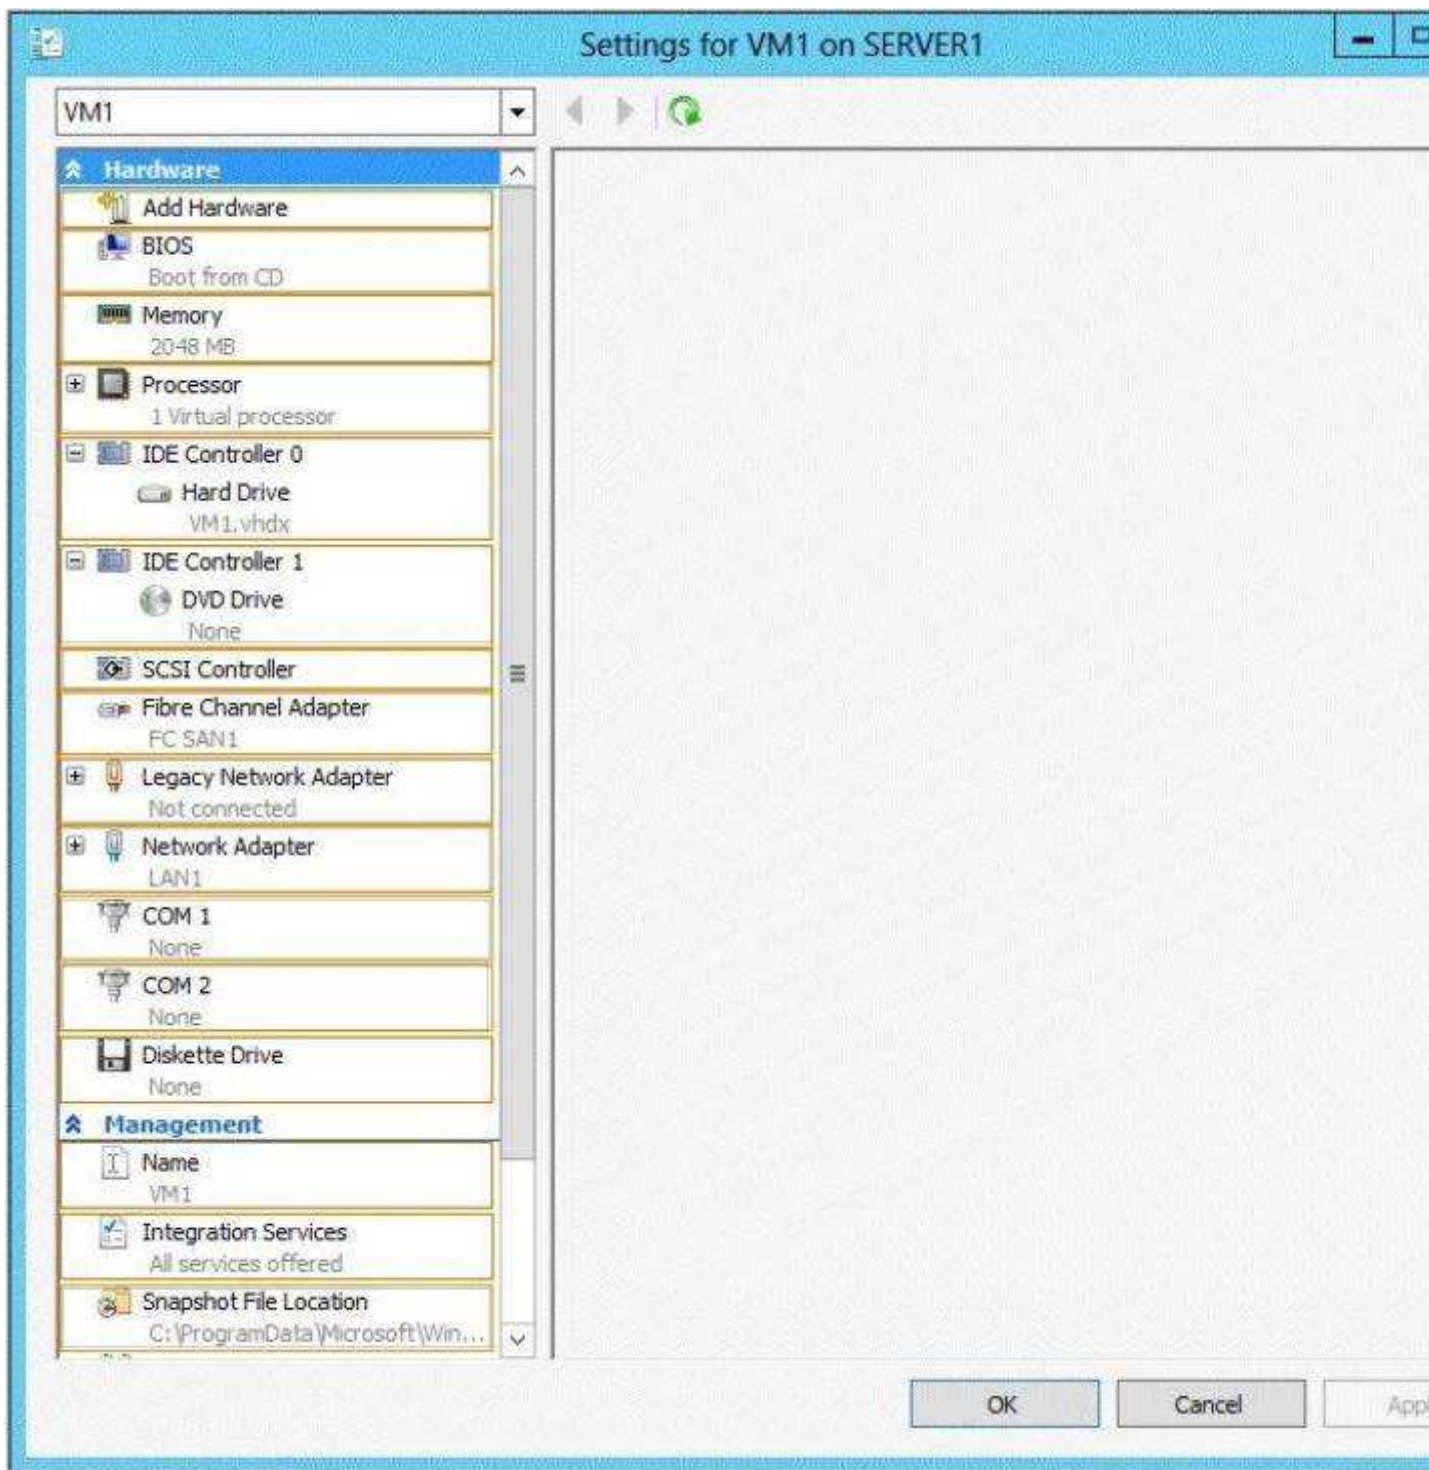 Settings for VM1 on SERVER1
VM1
Hardware
Add Hardware
BIOS
Boot from CD
Memory
2048 MB
Processor
1 Virtual processor
IDE Controller 0
Hard Drive
VM1.vhdx
IDE Controller 1
DVD Drive
None
SCSI Controller
Fibre Channel Adapter
FC SAN1
Legacy Network Adapter
Not connected
Network Adapter
LAN1
COM 1
None
COM 2
None
Diskette Drive
None
Management
Name
VM1
Integration Services
All services offered
Snapshot File Location
C:\ProgramData\Microsoft\Win...
OK
Cancel
Appl